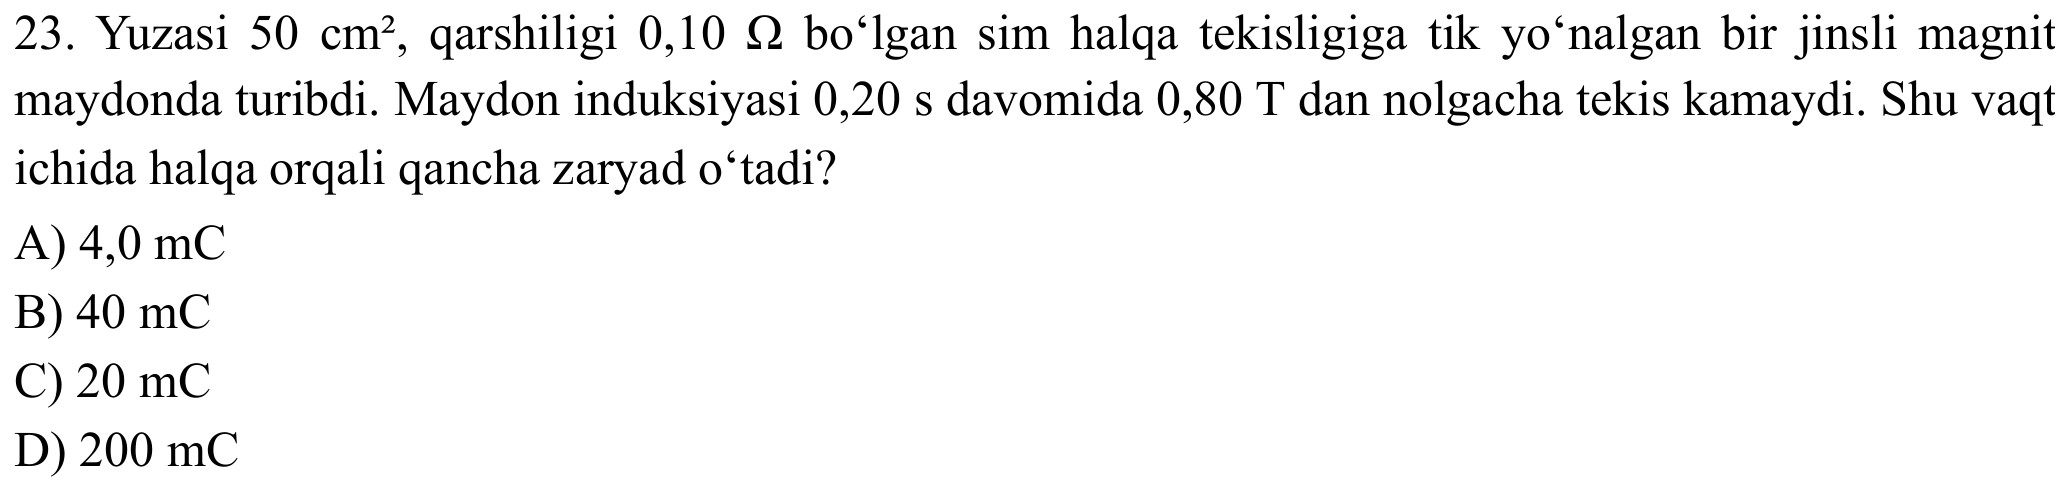 23. Yuzasi 50 cm², qarshiligi 0,10 Ω bo‘lgan sim halqa tekisligiga tik yo‘nalgan bir jinsli magnit
maydonda turibdi. Maydon induksiyasi 0,20 s davomida 0,80 T dan nolgacha tekis kamaydi. Shu vaqt
ichida halqa orqali qancha zaryad o‘tadi?
A) 4,0 mC
B) 40 mC
C) 20 mC
D) 200 mC